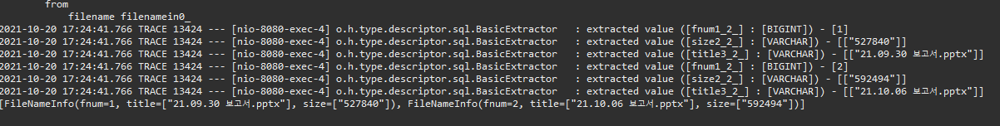 from
filename filenamein0_
2021-10-20 17:24:41.766 TRACE 13424 --- [nio-8080-exec-4] o.h.type.descriptor.sql.BasicExtractor   : extracted value ([fnum1_2_] : [BIGINT]) - [1]
2021-10-20 17:24:41.766 TRACE 13424 --- [nio-8080-exec-4] o.h.type.descriptor.sql.BasicExtractor   : extracted value ([size2_2_] : [VARCHAR]) - [["527840"]]
2021-10-20 17:24:41.766 TRACE 13424 --- [nio-8080-exec-4] o.h.type.descriptor.sql.BasicExtractor   : extracted value ([title3_2_] : [VARCHAR]) - [["21.09.30 보고서.pptx"]]
2021-10-20 17:24:41.766 TRACE 13424 --- [nio-8080-exec-4] o.h.type.descriptor.sql.BasicExtractor   : extracted value ([fnum1_2_] : [BIGINT]) - [2]
2021-10-20 17:24:41.766 TRACE 13424 --- [nio-8080-exec-4] o.h.type.descriptor.sql.BasicExtractor   : extracted value ([size2_2_] : [VARCHAR]) - [["592494"]]
2021-10-20 17:24:41.766 TRACE 13424 --- [nio-8080-exec-4] o.h.type.descriptor.sql.BasicExtractor   : extracted value ([title3_2_] : [VARCHAR]) - [["21.10.06 보고서.pptx"]]
[FileNameInfo(fnum=1, title=["21.09.30 보고서.pptx"], size=["527840"]), FileNameInfo(fnum=2, title=["21.10.06 보고서.pptx"], size=["592494"])]